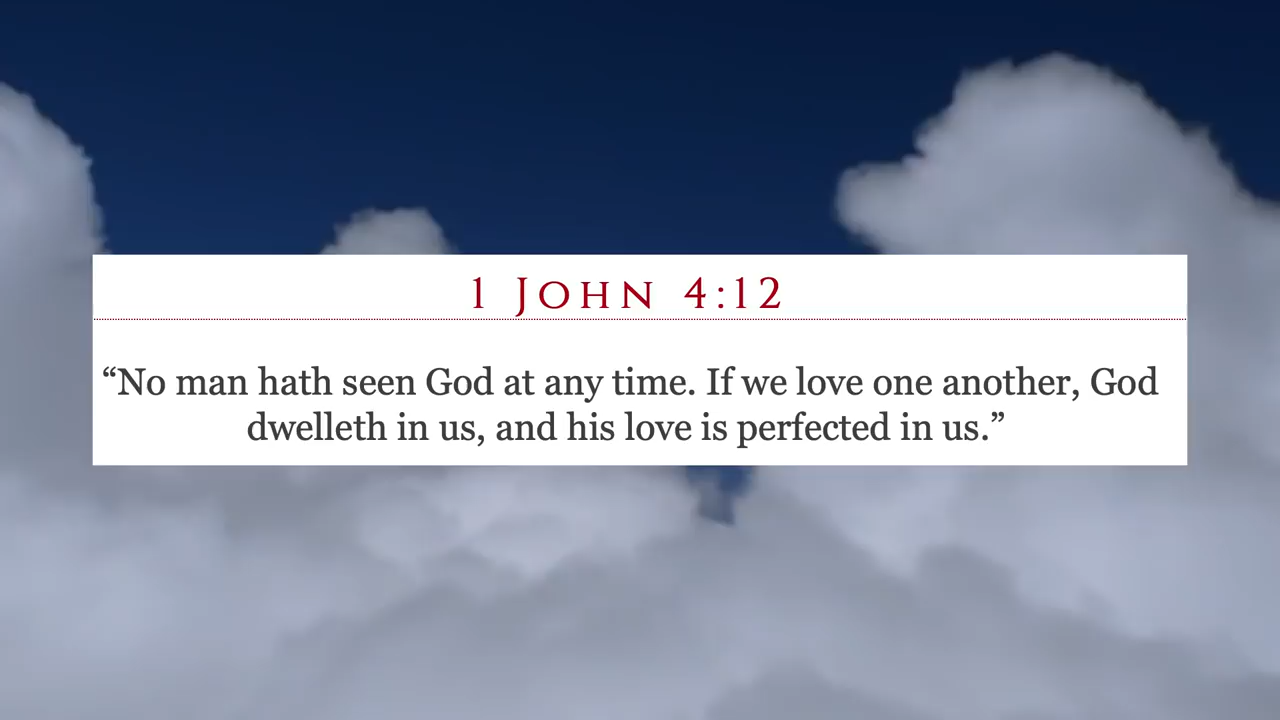 1 John 4:12
“No man hath seen God at any time. If we love one another, God
dwelleth in us, and his love is perfected in us.”